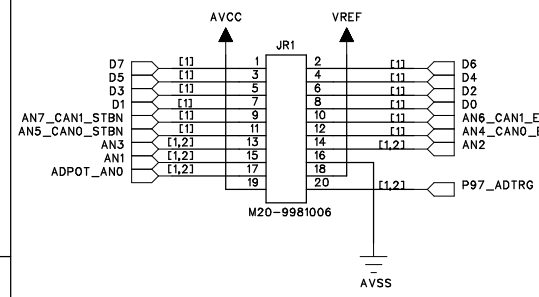 AVCC VREF
JR1
D7 [1] 1 2 [1] D6
D5 [1] 3 4 [1] D4
D3 [1] 5 6 [1] D2
D1 [1] 7 8 [1] D0
AN7_CAN1_STBN [1] 9 10 [1] AN6_CAN1_E
AN5_CAN0_STBN [1] 11 12 [1] AN4_CAN0_E
AN3 [1,2] 13 14 [1,2] AN2
AN1 [1,2] 15 16
ADPOT_AN0 [1,2] 17 18
19 20 [1,2] P97_ADTRG
M20-9981006
AVSS